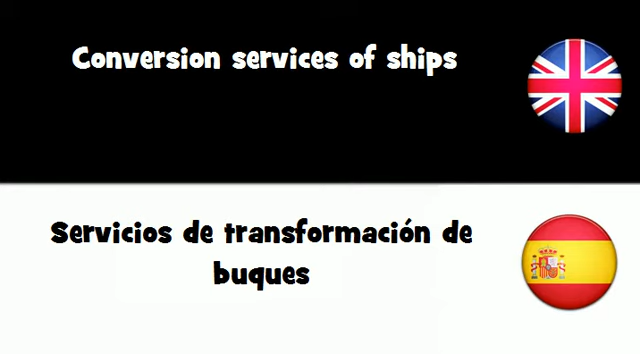 Conversion services of ships
Servicios de transformación de
buques